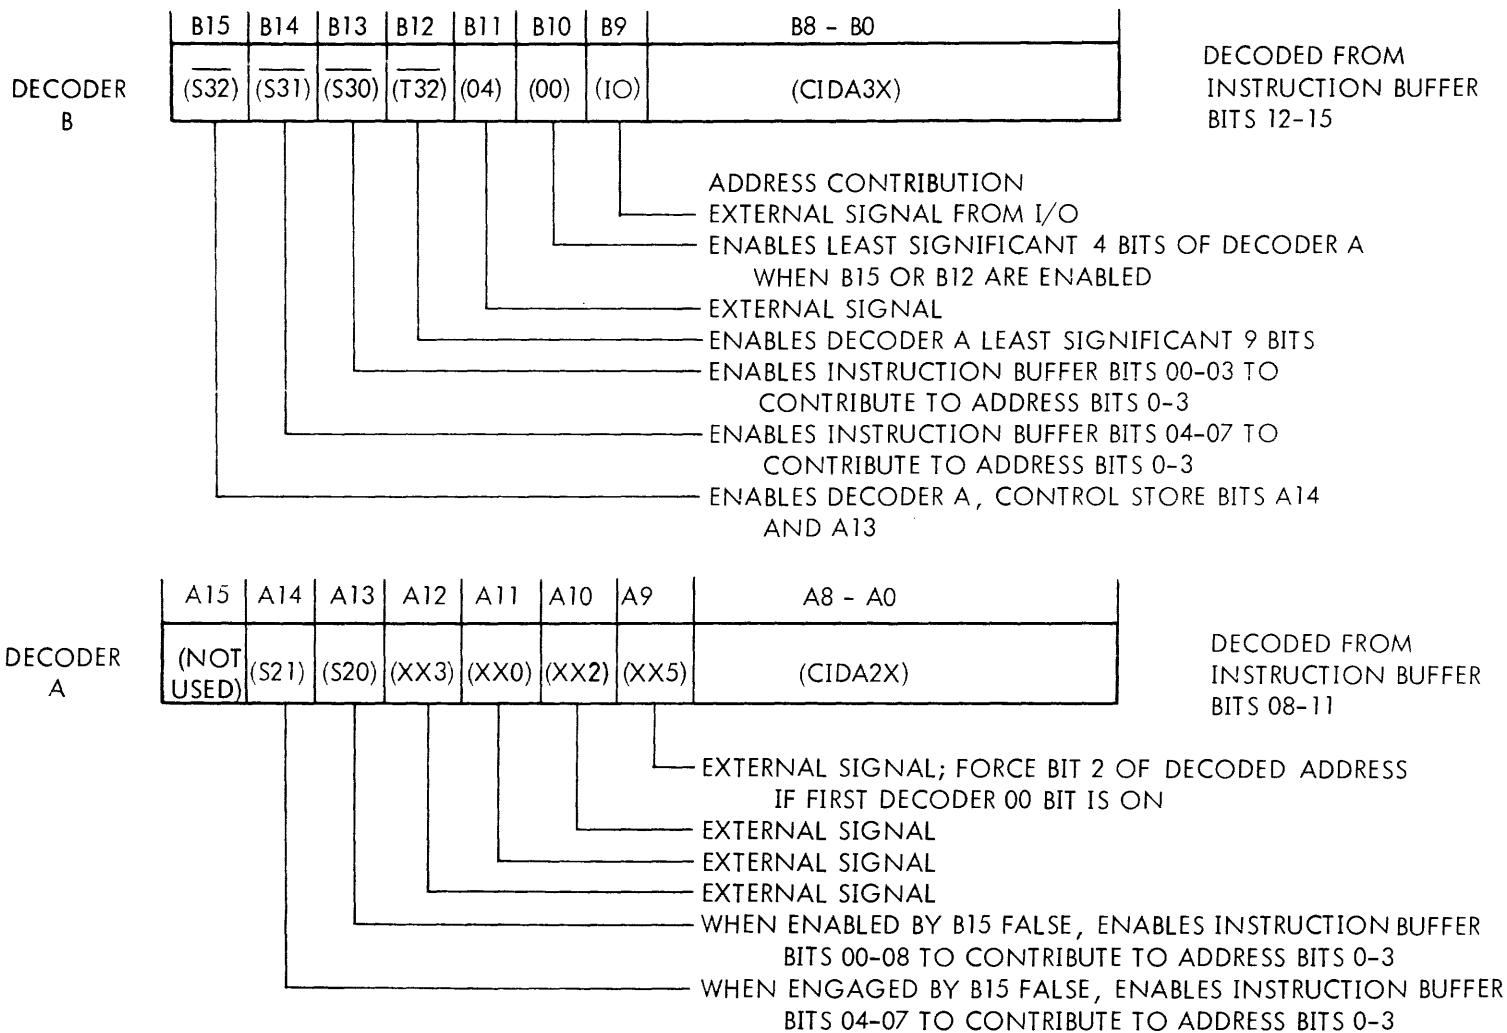 B15 B14 B13 B12 B11 B10 B9 B8 - B0
DECODER B
(S32) (S31) (S30) (T32) (04) (00) (IO) (CIDA3X)
DECODED FROM
INSTRUCTION BUFFER
BITS 12-15
ADDRESS CONTRIBUTION
EXTERNAL SIGNAL FROM I/O
ENABLES LEAST SIGNIFICANT 4 BITS OF DECODER A
WHEN B15 OR B12 ARE ENABLED
EXTERNAL SIGNAL
ENABLES DECODER A LEAST SIGNIFICANT 9 BITS
ENABLES INSTRUCTION BUFFER BITS 00-03 TO
CONTRIBUTE TO ADDRESS BITS 0-3
ENABLES INSTRUCTION BUFFER BITS 04-07 TO
CONTRIBUTE TO ADDRESS BITS 0-3
ENABLES DECODER A, CONTROL STORE BITS A14
AND A13
A15 A14 A13 A12 A11 A10 A9 A8 - A0
DECODER A
(NOT USED) (S21) (S20) (XX3) (XX0) (XX2) (XX5) (CIDA2X)
DECODED FROM
INSTRUCTION BUFFER
BITS 08-11
EXTERNAL SIGNAL; FORCE BIT 2 OF DECODED ADDRESS
IF FIRST DECODER 00 BIT IS ON
EXTERNAL SIGNAL
EXTERNAL SIGNAL
EXTERNAL SIGNAL
WHEN ENABLED BY B15 FALSE, ENABLES INSTRUCTION BUFFER
BITS 00-08 TO CONTRIBUTE TO ADDRESS BITS 0-3
WHEN ENGAGED BY B15 FALSE, ENABLES INSTRUCTION BUFFER
BITS 04-07 TO CONTRIBUTE TO ADDRESS BITS 0-3